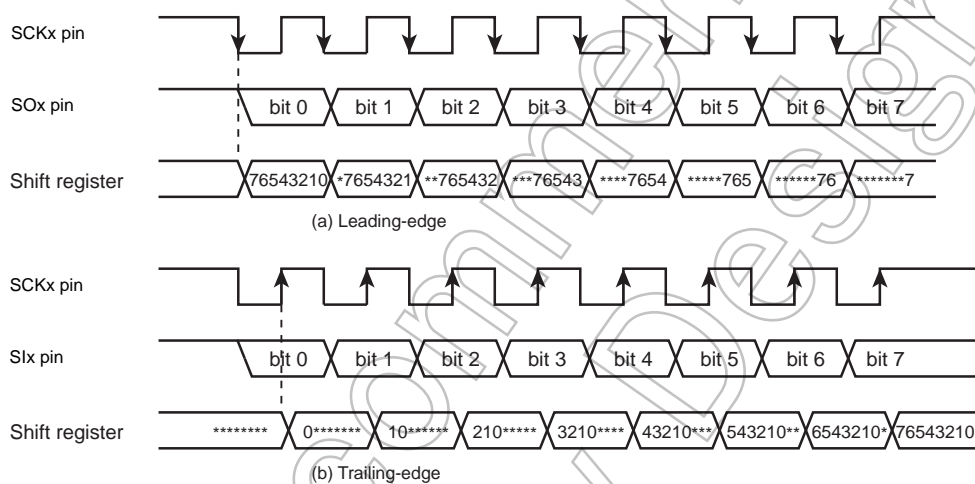 SCKx pin
SOx pin bit 0 bit 1 bit 2 bit 3 bit 4 bit 5 bit 6 bit 7
Shift register 76543210 *7654321 **765432 ***76543 ****7654 *****765 ******76 *******7
(a) Leading-edge
SCKx pin
SIx pin bit 0 bit 1 bit 2 bit 3 bit 4 bit 5 bit 6 bit 7
Shift register ******** 0******* 10****** 210***** 3210**** 43210*** 543210** 6543210* 76543210
(b) Trailing-edge